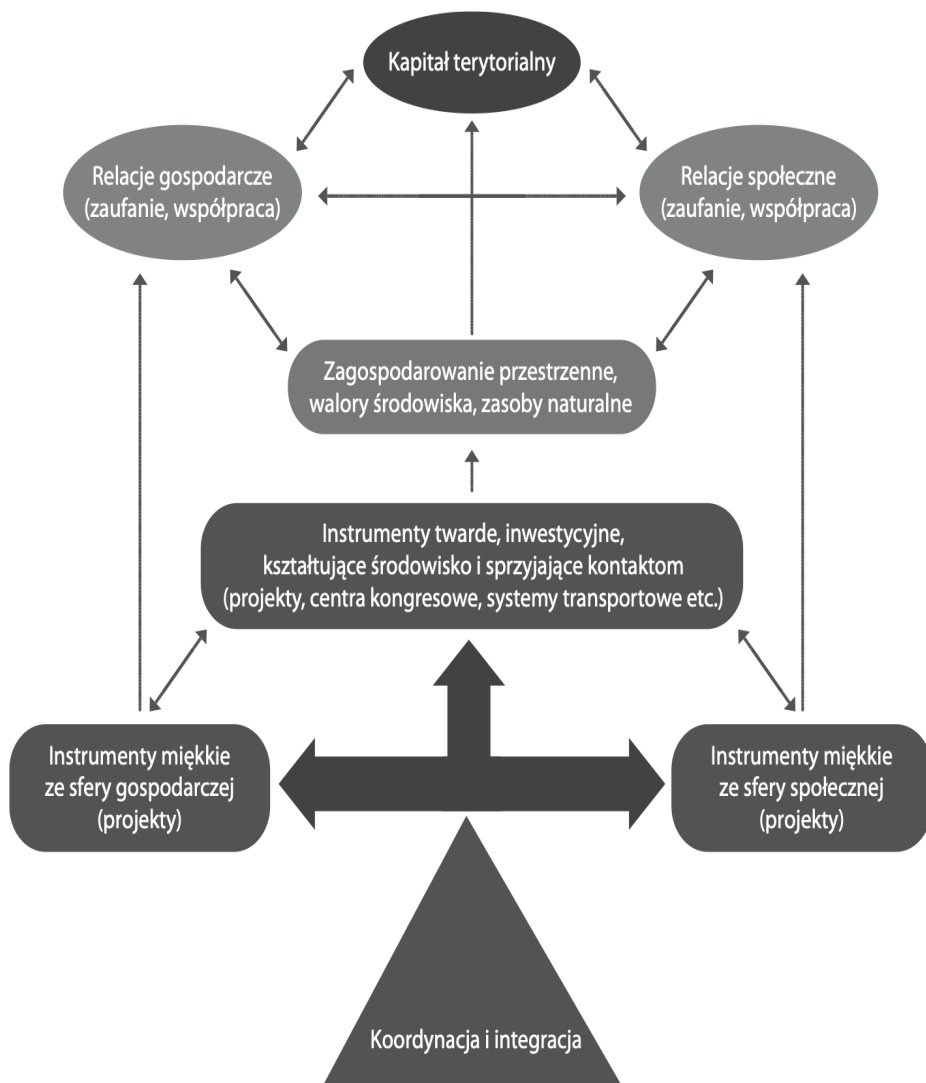 Kapitał terytorialny
Relacje gospodarcze
(zaufanie, współpraca)
Relacje społeczne
(zaufanie, współpraca)
Zagospodarowanie przestrzenne,
walory środowiska, zasoby naturalne
Instrumenty twarde, inwestycyjne,
kształtujące środowisko i sprzyjające kontaktom
(projekty, centra kongresowe, systemy transportowe etc.)
Instrumenty miękkie
ze sfery gospodarczej
(projekty)
Instrumenty miękkie
ze sfery społecznej
(projekty)
Koordynacja i integracja